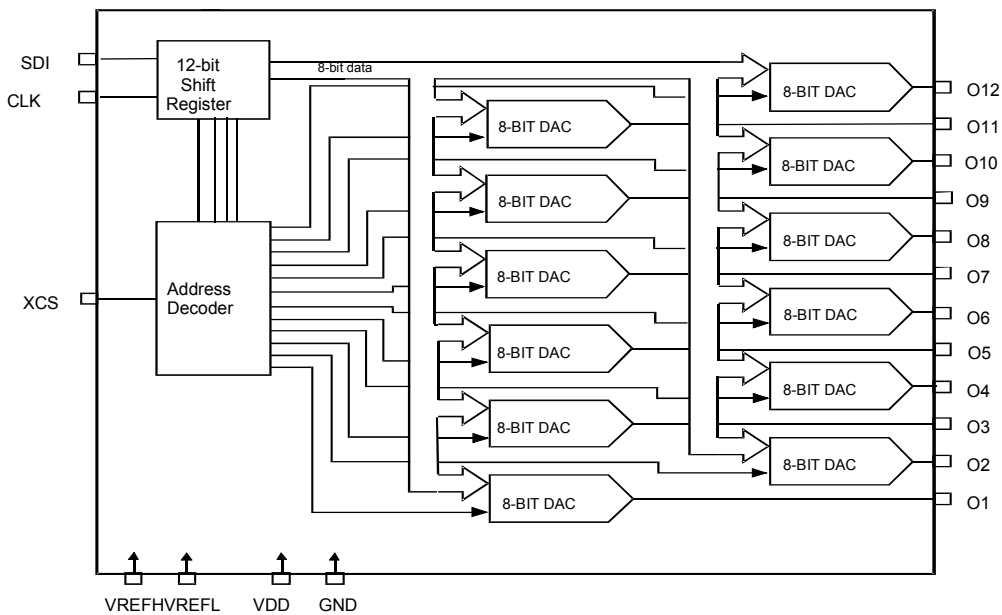 SDI
CLK
12-bit
Shift
Register
8-bit data
8-BIT DAC
O12
O11
8-BIT DAC
8-BIT DAC
O10
8-BIT DAC
O9
8-BIT DAC
O8
O7
XCS
Address
Decoder
8-BIT DAC
8-BIT DAC
O6
O5
8-BIT DAC
8-BIT DAC
O4
O3
8-BIT DAC
8-BIT DAC
O2
8-BIT DAC
O1
VREFHVREFL
VDD
GND